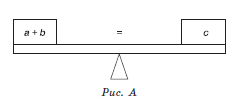 a + b = c
Рис. А